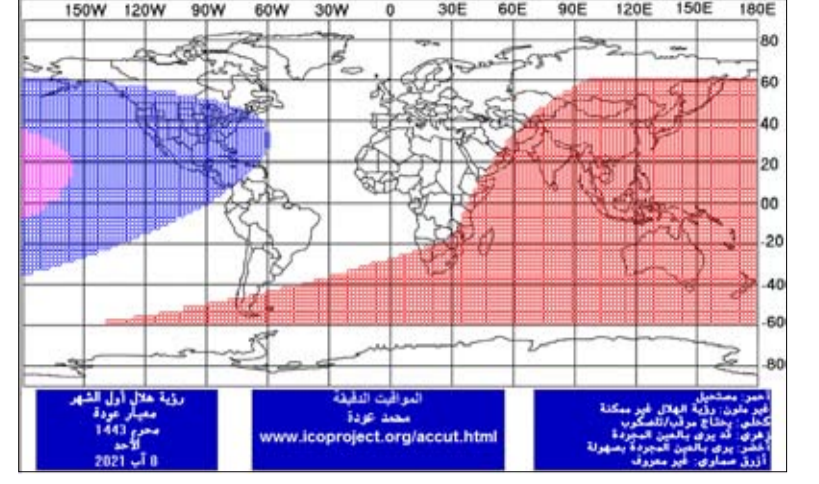 150W 120W 90W 60W 30W 0 30E 60E 90E 120E 150E 180E
80
60
40
20
00
-20
-40
-60
-80
رؤية هلال أول الشهر
معيار عودة
محرم 1443
الأحد
8 آب 2021
المواقيت الدقيقة
محمد عودة
www.icoproject.org/accut.html
أحمر: مستحيل
غير ملون: رؤية الهلال غير ممكنة
كحلي: يحتاج مرقب/تلسكوب
زهري: قد يرى بالعين المجردة
أخضر: يرى بالعين المجردة بسهولة
أزرق سماوي: غير معروف